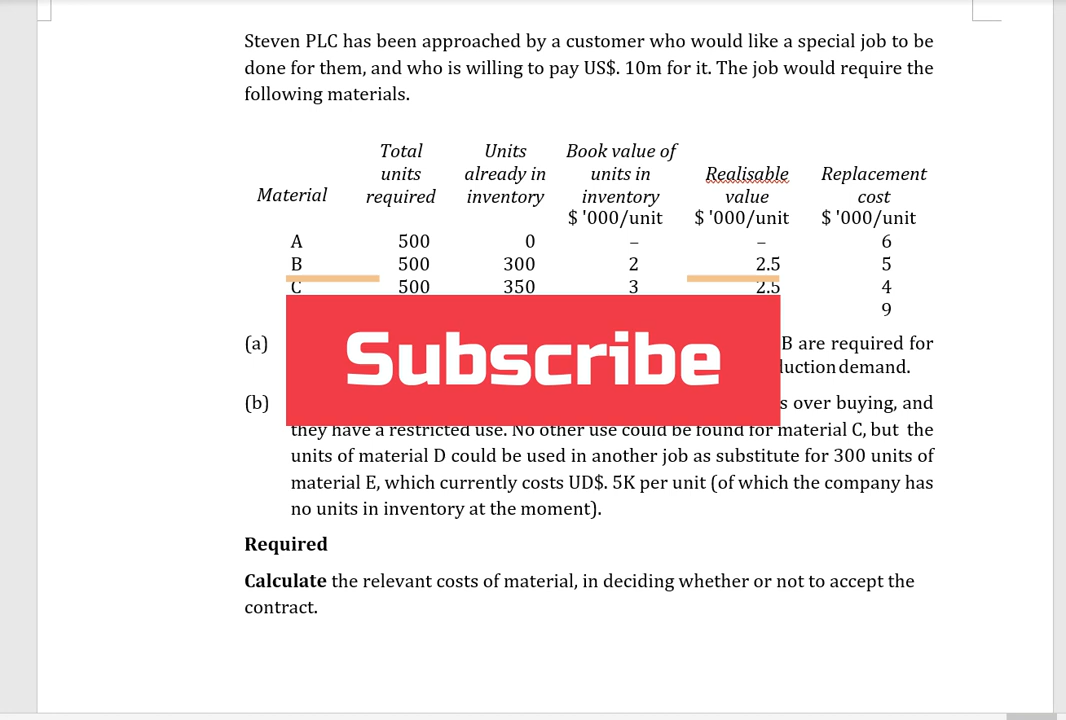 Steven PLC has been approached by a customer who would like a special job to be
done for them, and who is willing to pay US$. 10m for it. The job would require the
following materials.
Total Units Book value of
units already in units in Realisable Replacement
Material required inventory inventory value cost
$ '000/unit $ '000/unit $ '000/unit
A 500 0 – – 6
B 500 300 2 2.5 5
C 500 350 3 2.5 4
9
(a) B are required for
demand.
(b) over buying, and
they have a restricted use. No other use could be found for material C, but the
units of material D could be used in another job as substitute for 300 units of
material E, which currently costs UD$. 5K per unit (of which the company has
no units in inventory at the moment).
Required
Calculate the relevant costs of material, in deciding whether or not to accept the
contract.
Subscribe